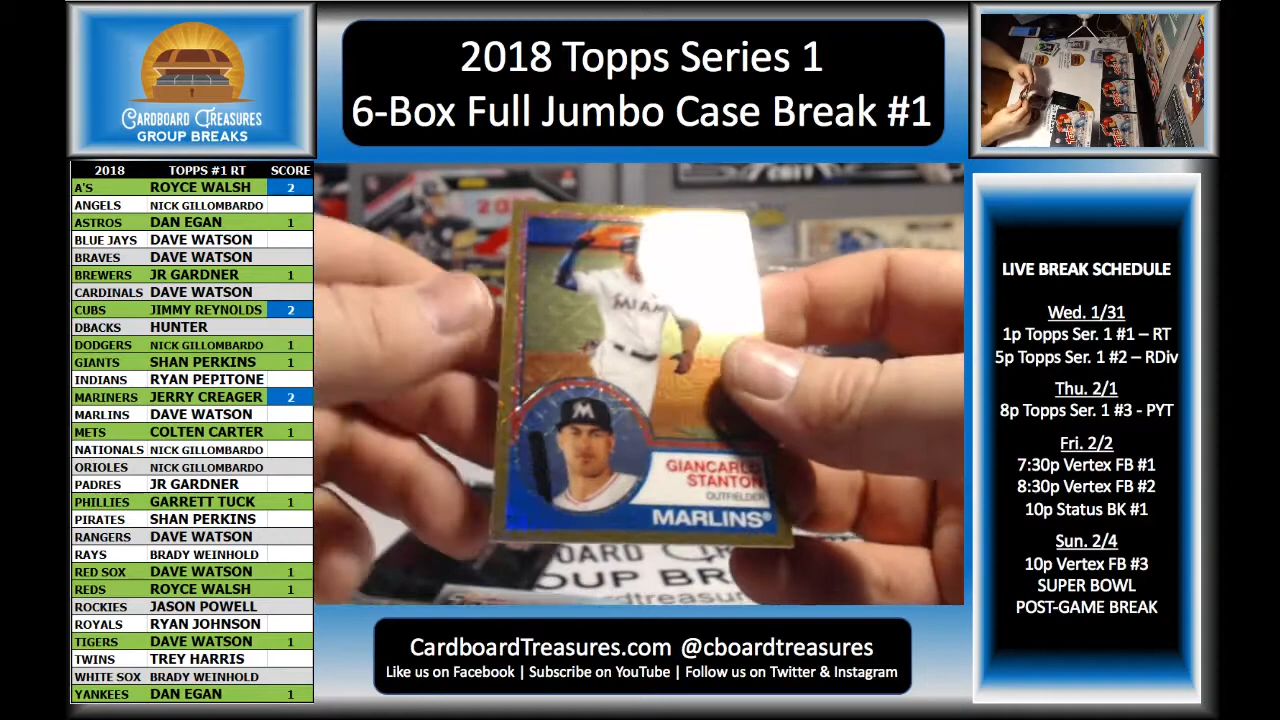 2018 Topps Series 1
6-Box Full Jumbo Case Break #1
CARDBOARD TREASURES
GROUP BREAKS
2018 TOPPS #1 RT SCORE
A'S ROYCE WALSH 2
ANGELS NICK GILLOMBARDO
ASTROS DAN EGAN 1
BLUE JAYS DAVE WATSON
BRAVES DAVE WATSON
BREWERS JR GARDNER 1
CARDINALS DAVE WATSON
CUBS JIMMY REYNOLDS 2
DBACKS HUNTER
DODGERS NICK GILLOMBARDO 1
GIANTS SHAN PERKINS 1
INDIANS RYAN PEPITONE
MARINERS JERRY CREAGER 2
MARLINS DAVE WATSON
METS COLTEN CARTER 1
NATIONALS NICK GILLOMBARDO
ORIOLES NICK GILLOMBARDO
PADRES JR GARDNER
PHILLIES GARRETT TUCK 1
PIRATES SHAN PERKINS
RANGERS DAVE WATSON
RAYS BRADY WEINHOLD
RED SOX DAVE WATSON 1
REDS ROYCE WALSH 1
ROCKIES JASON POWELL
ROYALS RYAN JOHNSON
TIGERS DAVE WATSON 1
TWINS TREY HARRIS
WHITE SOX BRADY WEINHOLD
YANKEES DAN EGAN 1
MIAMI
M
GIANCARLO
STANTON
OUTFIELDER
MARLINS®
LIVE BREAK SCHEDULE
Wed. 1/31
1p Topps Ser. 1 #1 – RT
5p Topps Ser. 1 #2 – RDiv
Thu. 2/1
8p Topps Ser. 1 #3 - PYT
Fri. 2/2
7:30p Vertex FB #1
8:30p Vertex FB #2
10p Status BK #1
Sun. 2/4
10p Vertex FB #3
SUPER BOWL
POST-GAME BREAK
CardboardTreasures.com @cboardtreasures
Like us on Facebook | Subscribe on YouTube | Follow us on Twitter & Instagram